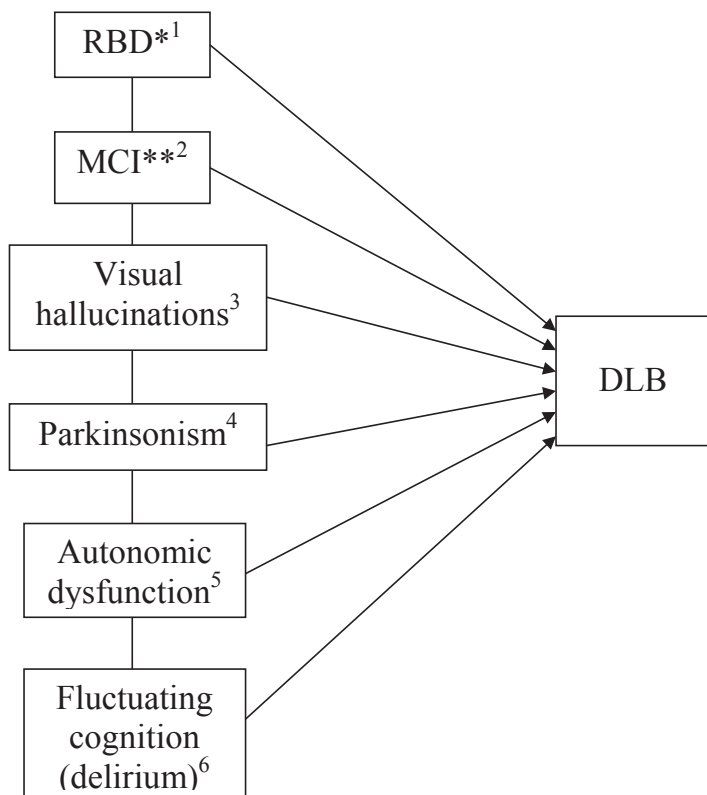 RBD*1
MCI**2
Visual
hallucinations3
Parkinsonism4
Autonomic
dysfunction5
Fluctuating
cognition
(delirium)6
DLB